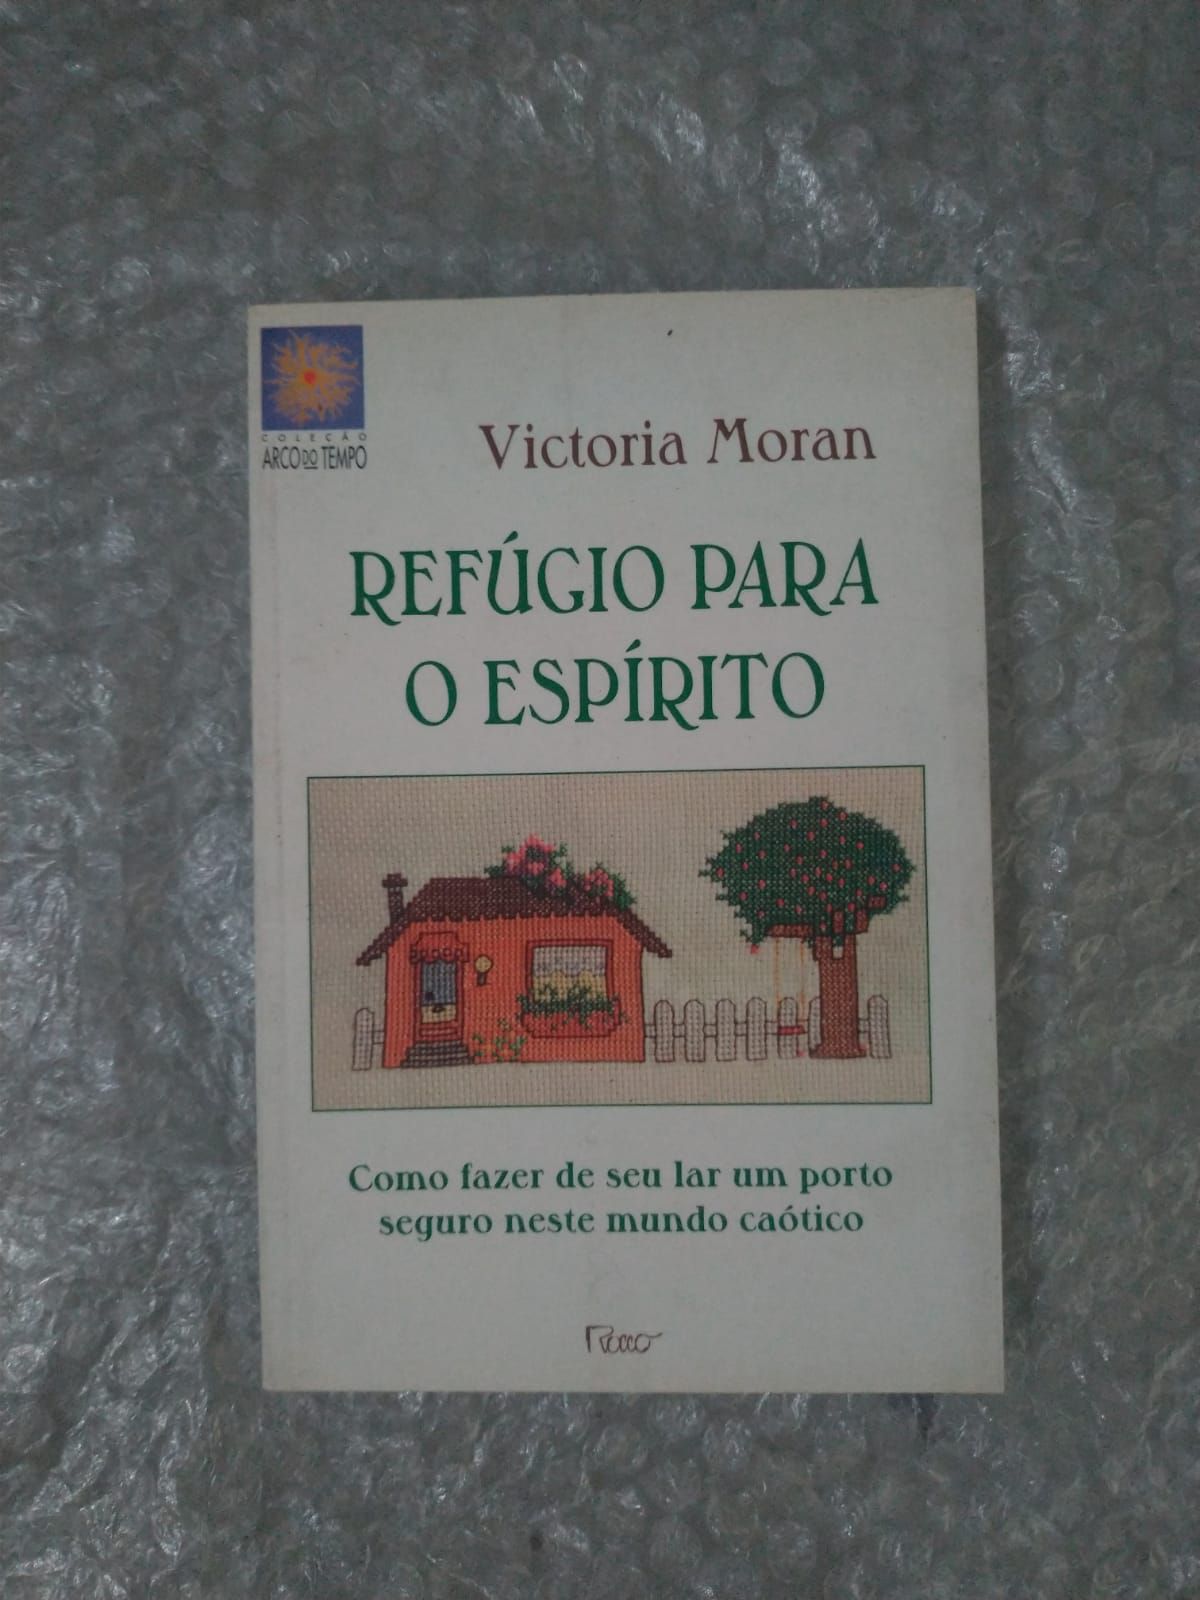 COLEÇÃO
ARCO DO TEMPO
Victoria Moran
REFÚGIO PARA
O ESPÍRITO
Como fazer de seu lar um porto
seguro neste mundo caótico
Rocco